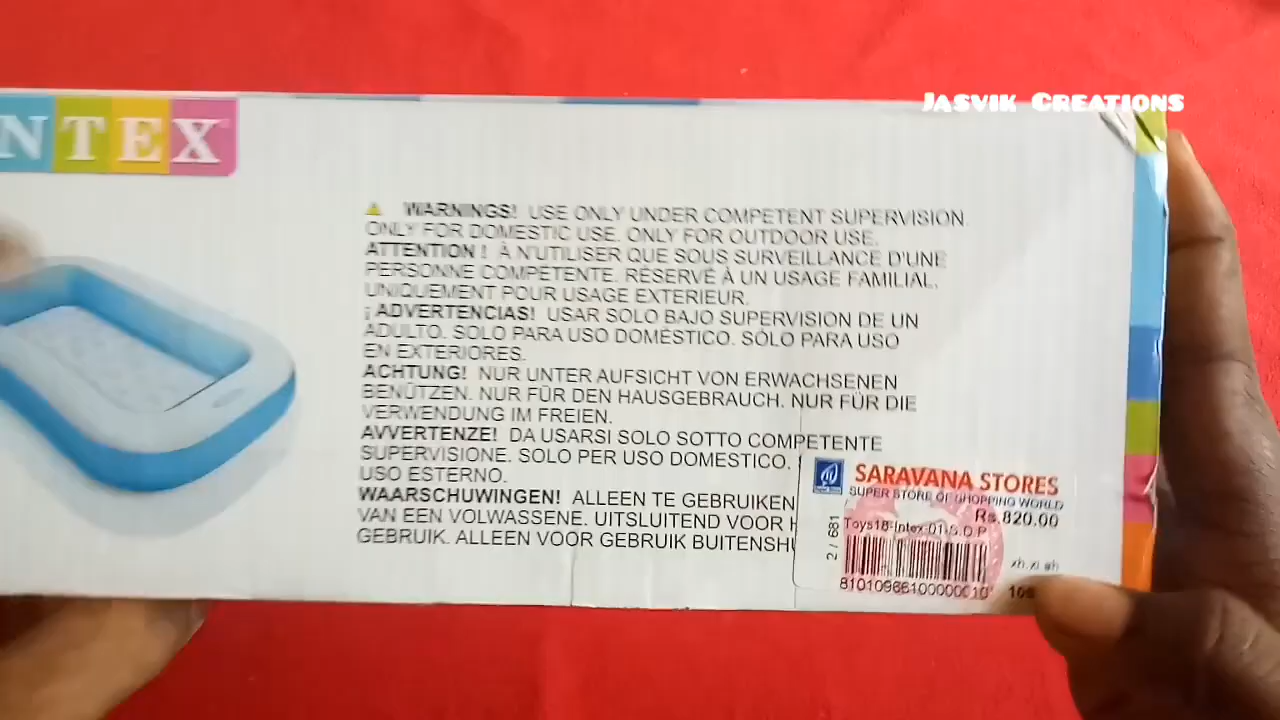 Jasvik Creations
NTEX
WARNINGS! USE ONLY UNDER COMPETENT SUPERVISION.
ONLY FOR DOMESTIC USE. ONLY FOR OUTDOOR USE.
ATTENTION ! À N'UTILISER QUE SOUS SURVEILLANCE D'UNE
PERSONNE COMPÉTENTE. RÉSERVÉ À UN USAGE FAMILIAL.
UNIQUEMENT POUR USAGE EXTERIEUR.
¡ ADVERTENCIAS! USAR SOLO BAJO SUPERVISION DE UN
ADULTO. SOLO PARA USO DOMÉSTICO. SÓLO PARA USO
EN EXTERIORES.
ACHTUNG! NUR UNTER AUFSICHT VON ERWACHSENEN
BENÜTZEN. NUR FÜR DEN HAUSGEBRAUCH. NUR FÜR DIE
VERWENDUNG IM FREIEN.
AVVERTENZE! DA USARSI SOLO SOTTO COMPETENTE
SUPERVISIONE. SOLO PER USO DOMESTICO.
USO ESTERNO.
WAARSCHUWINGEN! ALLEEN TE GEBRUIKEN
VAN EEN VOLWASSENE. UITSLUITEND VOOR H
GEBRUIK. ALLEEN VOOR GEBRUIK BUITENSHU
SARAVANA STORES
SUPER STORE OF SHOPPING WORLD
Rs.820.00
Toys18-Intex-01\S.O.P
2 / 681
810109661000000010